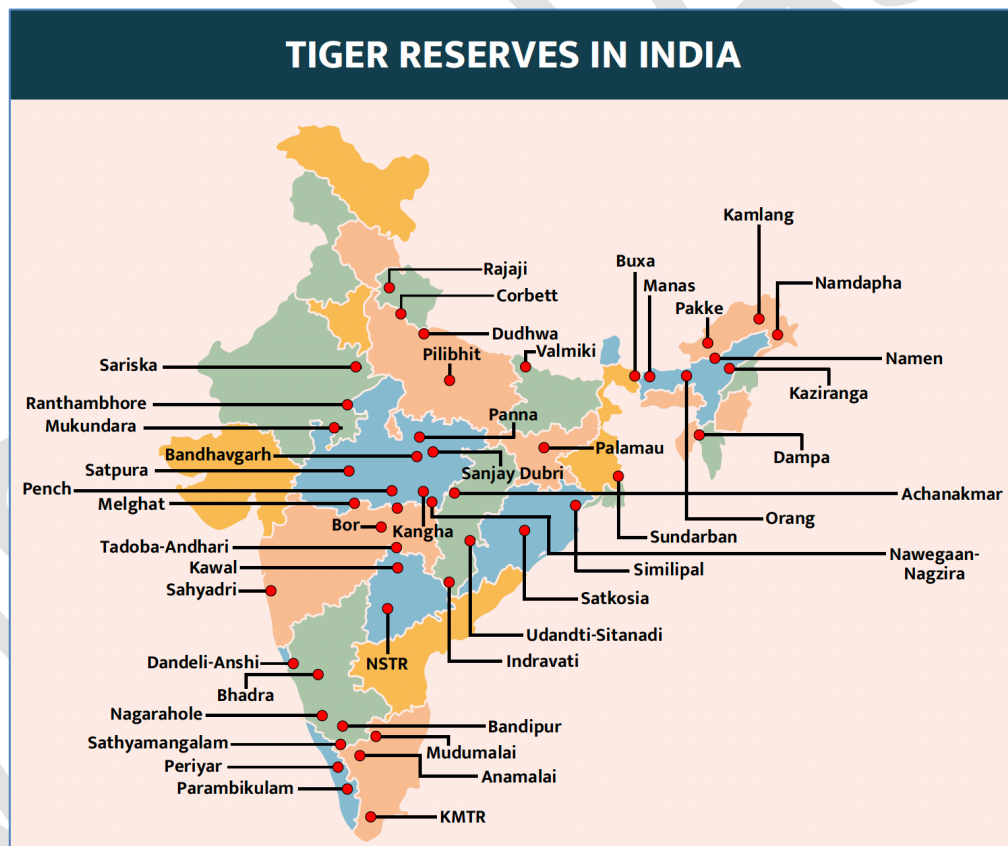 TIGER RESERVES IN INDIA
Kamlang
Buxa
Rajaji
Manas
Namdapha
Corbett
Pakke
Dudhwa
Pilbhit
Valmiki
Namen
Sariska
Kaziranga
Ranthambhore
Panna
Mukundara
Bandhavgarh
Palamau
Dampa
Satpura
Sanjay Dubri
Pench
Achanakmar
Melghat
Orang
Bor
Kangha
Sundarban
Tadoba-Andhari
Nawegaan-
Nagzira
Kawal
Similipal
Sahyadri
Satkosia
Udandti-Sitanadi
Dandeli-Anshi
NSTR
Indravati
Bhadra
Nagarahole
Bandipur
Sathyamangalam
Mudumalai
Periyar
Anamalai
Parambikulam
KMTR